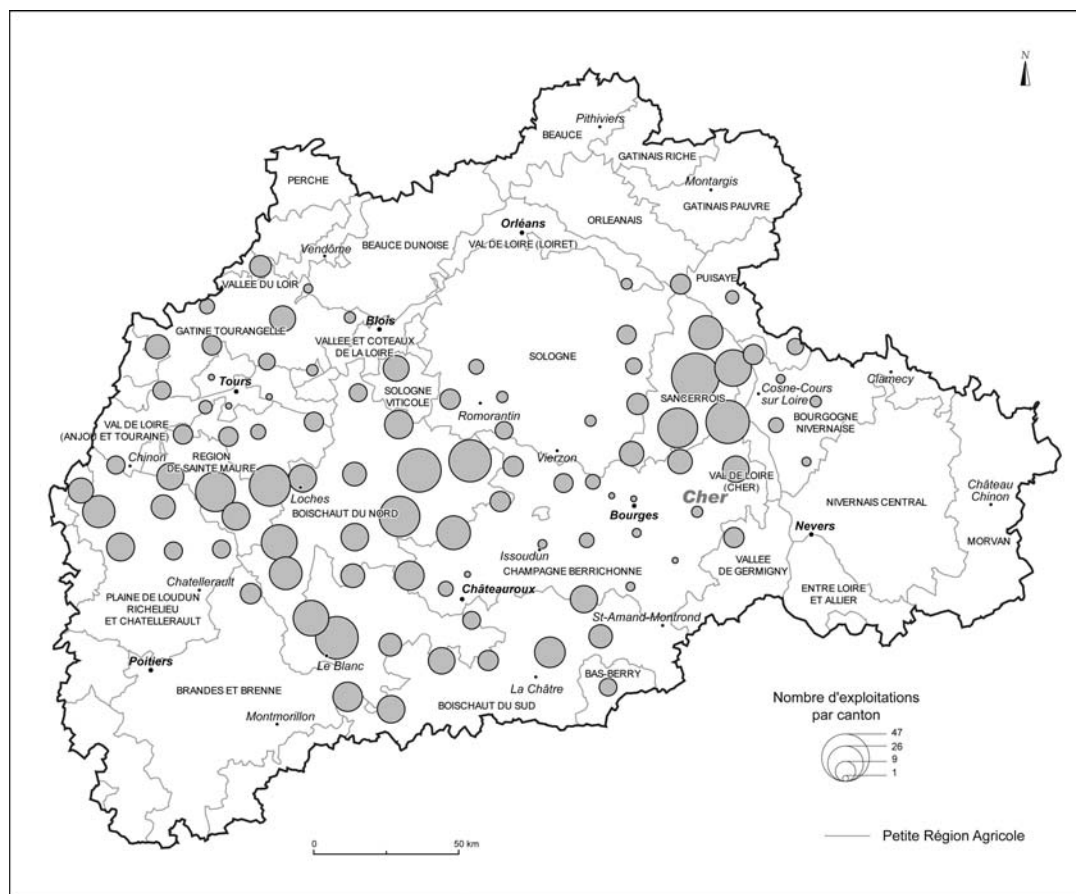 N
Pithiviers
BEAUCE
GATINAIS RICHE
PERCHE
Montargis
GATINAIS PAUVRE
ORLEANAIS
Orléans
BEAUCE DUNOISE
VAL DE LOIRE (LOIRET)
Vendôme
PUISAYE
VALLEE DU LOIR
Blois
GATINE TOURANGELLE
VALLEE ET COTEAUX
DE LA LOIRE
SOLOGNE
Clamecy
Tours
SOLOGNE
VITICOLE
Romorantin
SANCERROIS
Cosne-Cours
sur Loire
BOURGOGNE
NIVERNAISE
VAL DE LOIRE
(ANJOU ET TOURAINE)
Chinon
REGION
DE SAINTE MAURE
Vierzon
Loches
VAL DE LOIRE
(CHER)
Cher
Château
Chinon
BOISCHAUT DU NORD
Bourges
NIVERNAIS CENTRAL
Nevers
MORVAN
Issoudun
CHAMPAGNE BERRICHONNE
VALLEE
DE GERMIGNY
Chatellerault
Châteauroux
PLAINE DE LOUDUN
RICHELIEU
ET CHATELLERAULT
ENTRE LOIRE
ET ALLIER
St-Amand-Montrond
Poitiers
Le Blanc
La Châtre
BAS-BERRY
BRANDES ET BRENNE
BOISCHAUT DU SUD
Montmorillon
Nombre d'exploitations
par canton
47
26
9
1
0 50 km
Petite Région Agricole